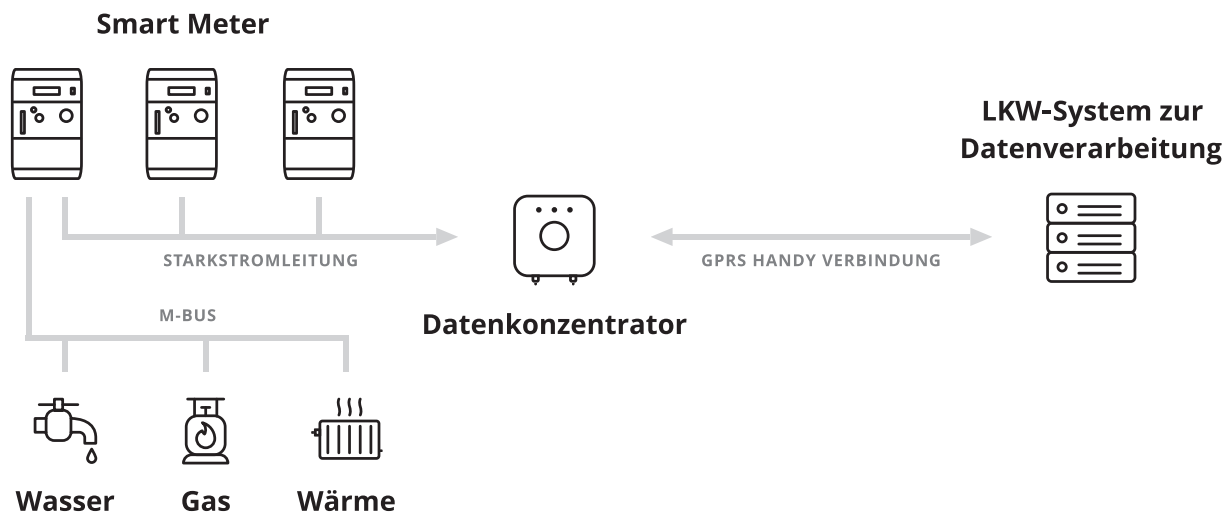 Smart Meter
LKW-System zur
Datenverarbeitung
STARKSTROMLEITUNG
GPRS HANDY VERBINDUNG
M-BUS
Datenkonzentrator
Wasser
Gas
Wärme